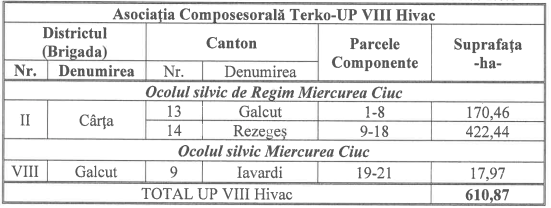 Asociația Composesorală Terko-UP VIII Hivac
Districtul (Brigada) Canton Parcele Componente Suprafața -ha-
Nr. Denumirea Nr. Denumirea
Ocolul silvic de Regim Miercurea Ciuc
II Cârța 13 Galcut 1-8 170,46
14 Rezegeș 9-18 422,44
Ocolul silvic Miercurea Ciuc
VIII Galcut 9 Iavardi 19-21 17,97
TOTAL UP VIII Hivac 610,87